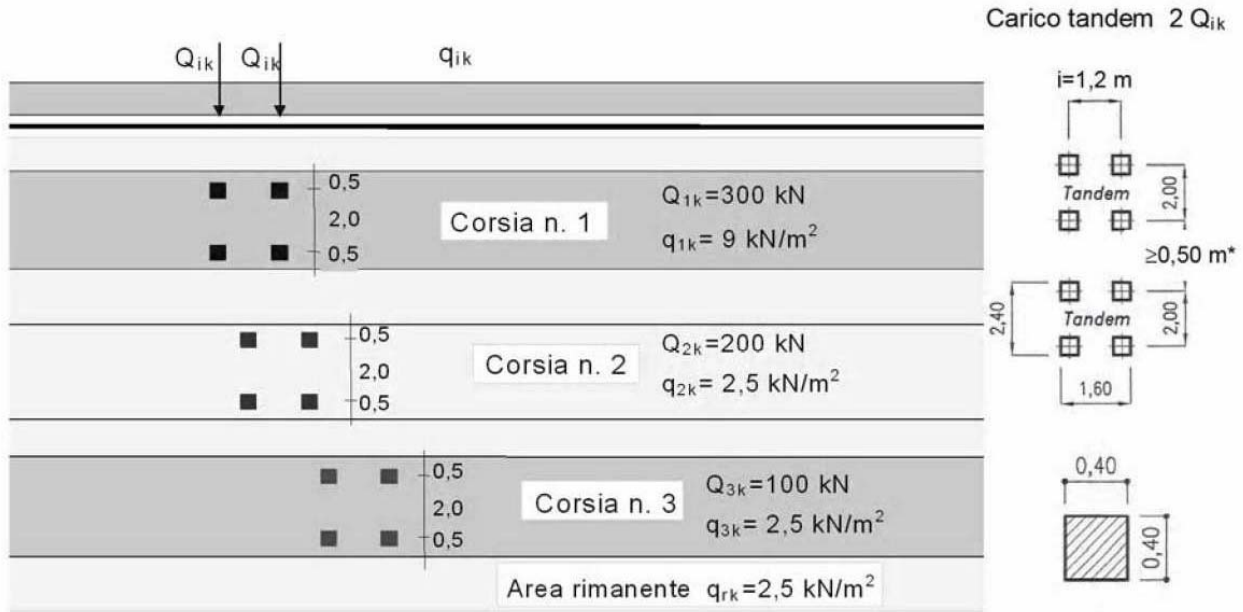 Carico tandem 2 Qik
Qik Qik qik
i=1,2 m
0,5
2,0
0,5
Corsia n. 1
Q1k=300 kN
q1k= 9 kN/m²
Tandem
2,00
≥0,50 m*
0,5
2,0
0,5
Corsia n. 2
Q2k=200 kN
q2k= 2,5 kN/m²
2,40
Tandem
2,00
1,60
0,5
2,0
0,5
Corsia n. 3
Q3k=100 kN
q3k= 2,5 kN/m²
0,40
0,40
Area rimanente qrk=2,5 kN/m²